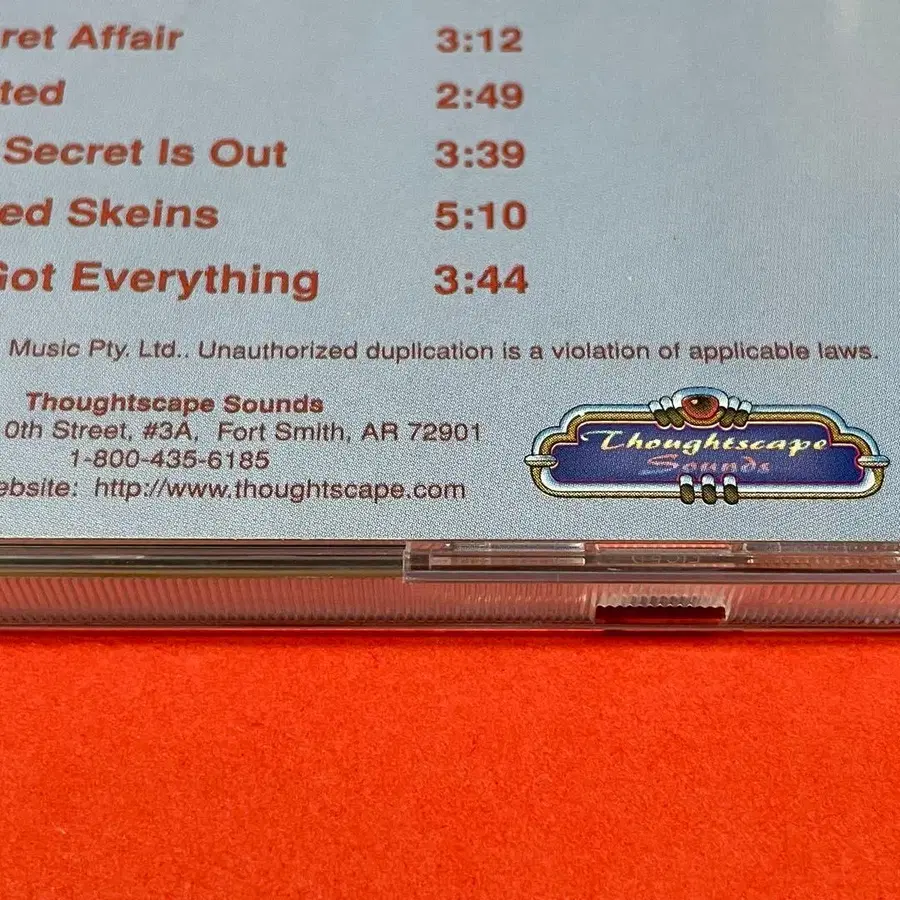 ret Affair 3:12
ted 2:49
Secret Is Out 3:39
ed Skeins 5:10
Got Everything 3:44
Music Pty. Ltd.. Unauthorized duplication is a violation of applicable laws.
Thoughtscape Sounds
0th Street, #3A, Fort Smith, AR 72901
1-800-435-6185
ebsite: http://www.thoughtscape.com
Thoughtscape
Sounds